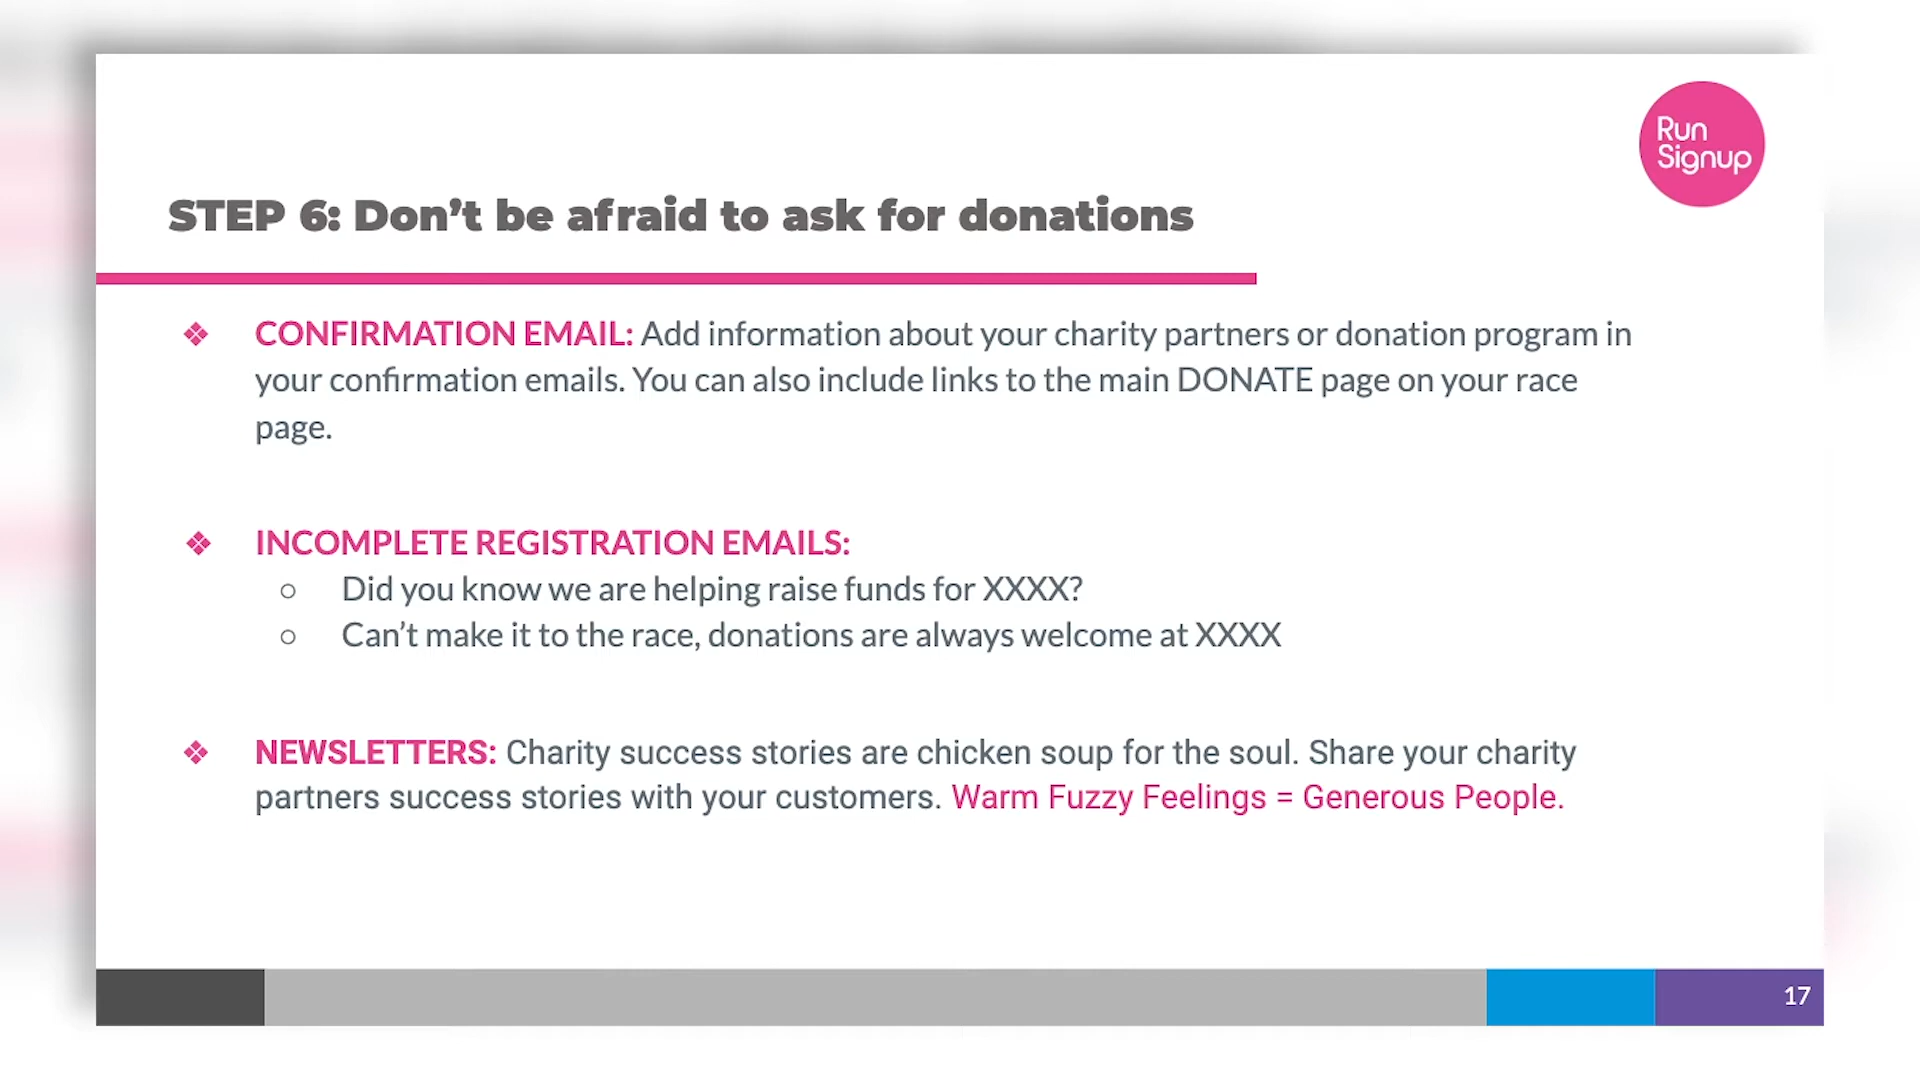 Run
Signup
STEP 6: Don’t be afraid to ask for donations
❖ CONFIRMATION EMAIL: Add information about your charity partners or donation program in
your confirmation emails. You can also include links to the main DONATE page on your race
page.
❖ INCOMPLETE REGISTRATION EMAILS:
○ Did you know we are helping raise funds for XXXX?
○ Can’t make it to the race, donations are always welcome at XXXX
❖ NEWSLETTERS: Charity success stories are chicken soup for the soul. Share your charity
partners success stories with your customers. Warm Fuzzy Feelings = Generous People.
17